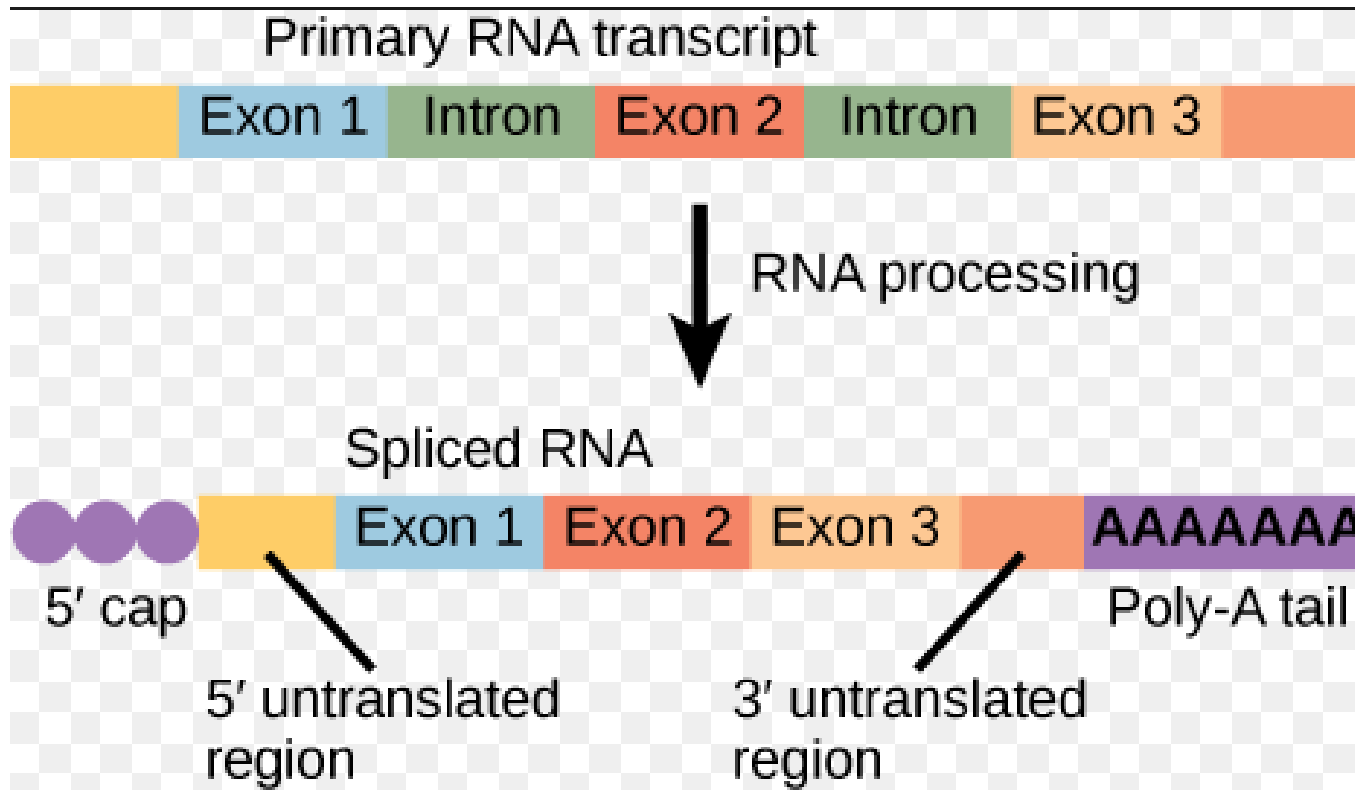 Primary RNA transcript
Exon 1 Intron Exon 2 Intron Exon 3
RNA processing
Spliced RNA
Exon 1 Exon 2 Exon 3 AAAAAAA
5′ cap
Poly-A tail
5′ untranslated
region
3′ untranslated
region